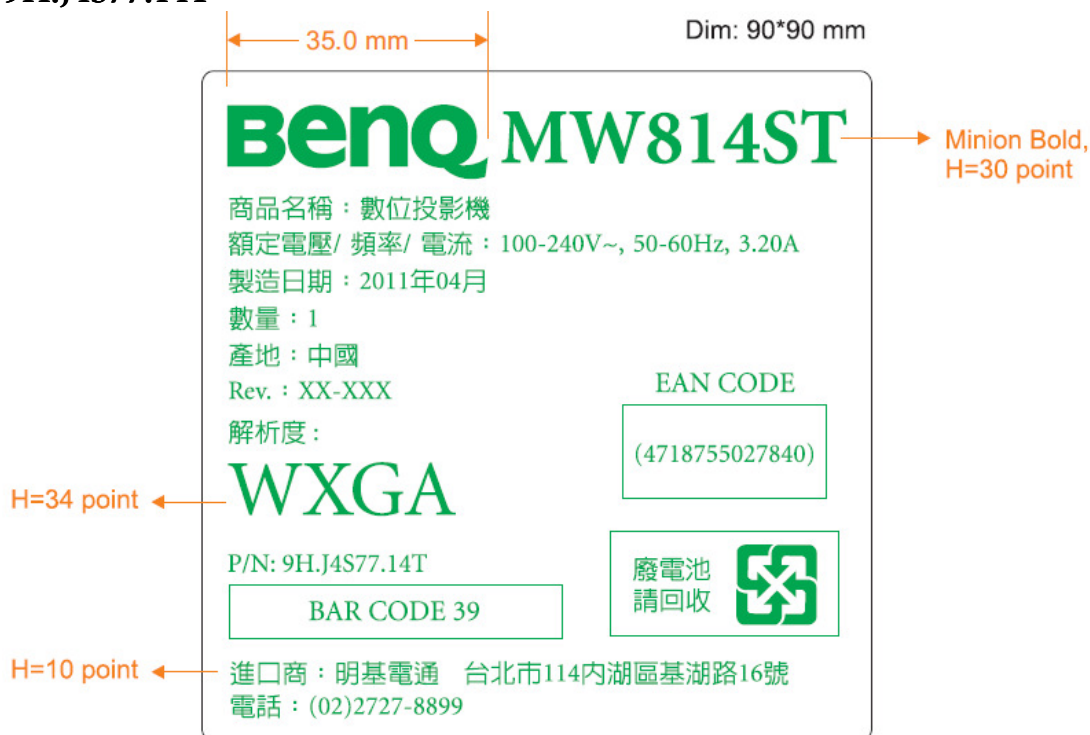 35.0 mm
Dim: 90*90 mm
BenQ MW814ST
Minion Bold,
H=30 point
商品名稱：數位投影機
額定電壓/ 頻率/ 電流：100-240V~, 50-60Hz, 3.20A
製造日期：2011年04月
數量：1
產地：中國
Rev.：XX-XXX
EAN CODE
解析度：
(4718755027840)
WXGA
H=34 point
P/N: 9H.J4S77.14T
廢電池
請回收
BAR CODE 39
H=10 point
進口商：明基電通 台北市114內湖區基湖路16號
電話：(02)2727-8899